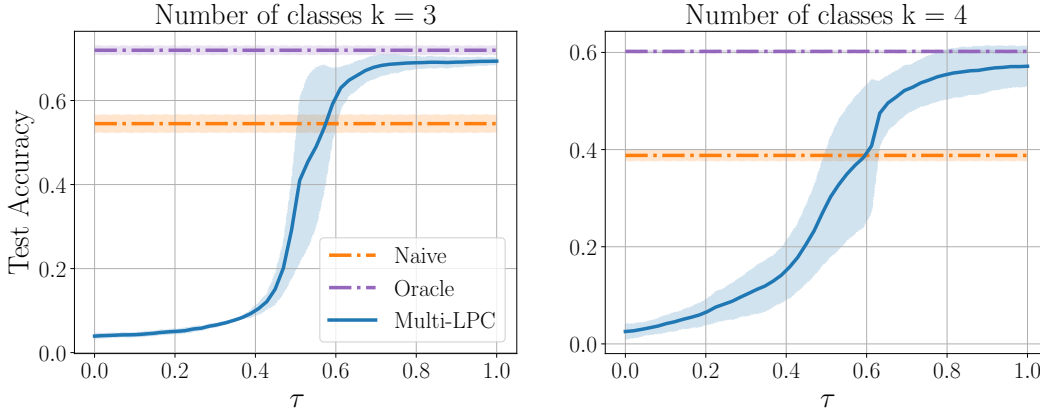 Number of classes k = 3
Test Accuracy
0.6
0.4
0.2
0.0
Naive
Oracle
Multi-LPC
0.0 0.2 0.4 0.6 0.8 1.0
τ
Number of classes k = 4
0.6
0.4
0.2
0.0
0.0 0.2 0.4 0.6 0.8 1.0
τ